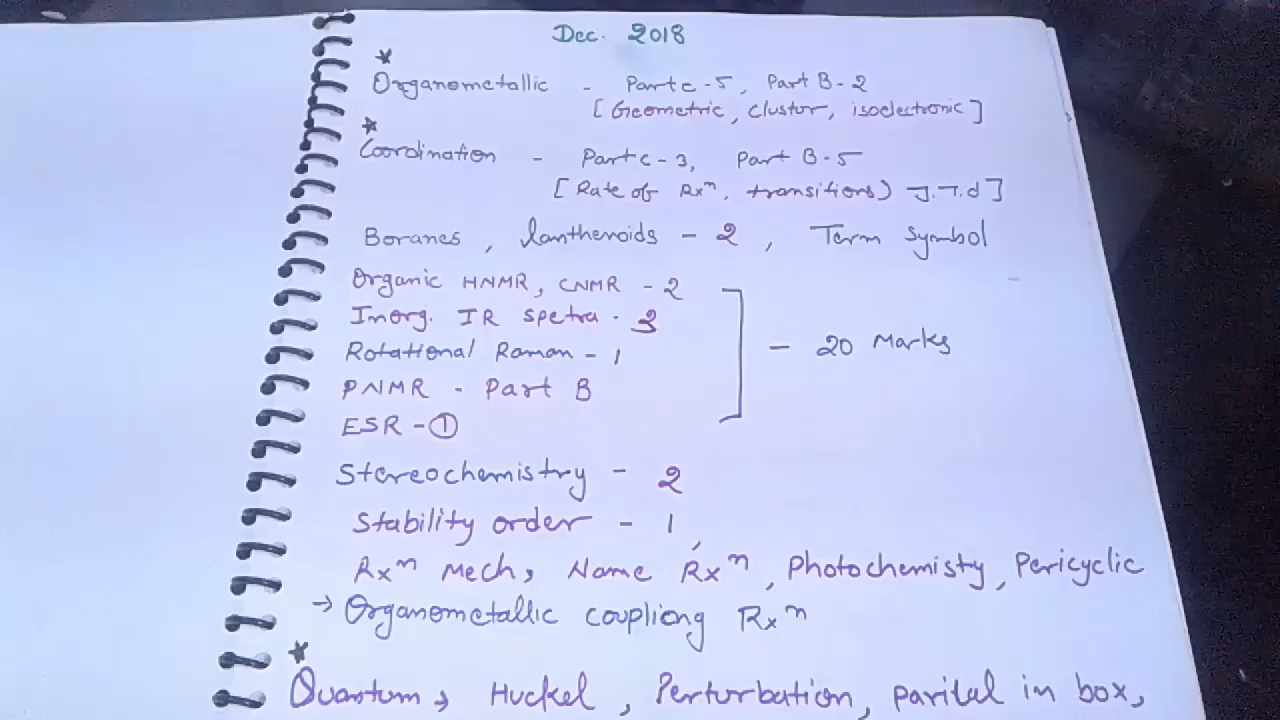 Dec. 2018
* Organometallic - Part c - 5, Part B - 2
[Geometric, clustor, isoelectronic]
* Coordination - Part c - 3, Part B - 5
[Rate of Rxⁿ, transitions) J.T.d]
Boranes, lanthenoids - 2, Term Symbol
Organic HNMR, CNMR - 2
Inorg. IR Spetra - 3
Rotational Raman - 1
- 20 Marks
PNMR - Part B
ESR - ①
Stereochemistry - 2
Stability order - 1,
Rxⁿ Mech, Name Rxⁿ, Photochemisty, Pericyclic
→ Organometallic coupliong Rxⁿ
* Quantum, Huckel, Perturbation, paritel in box,